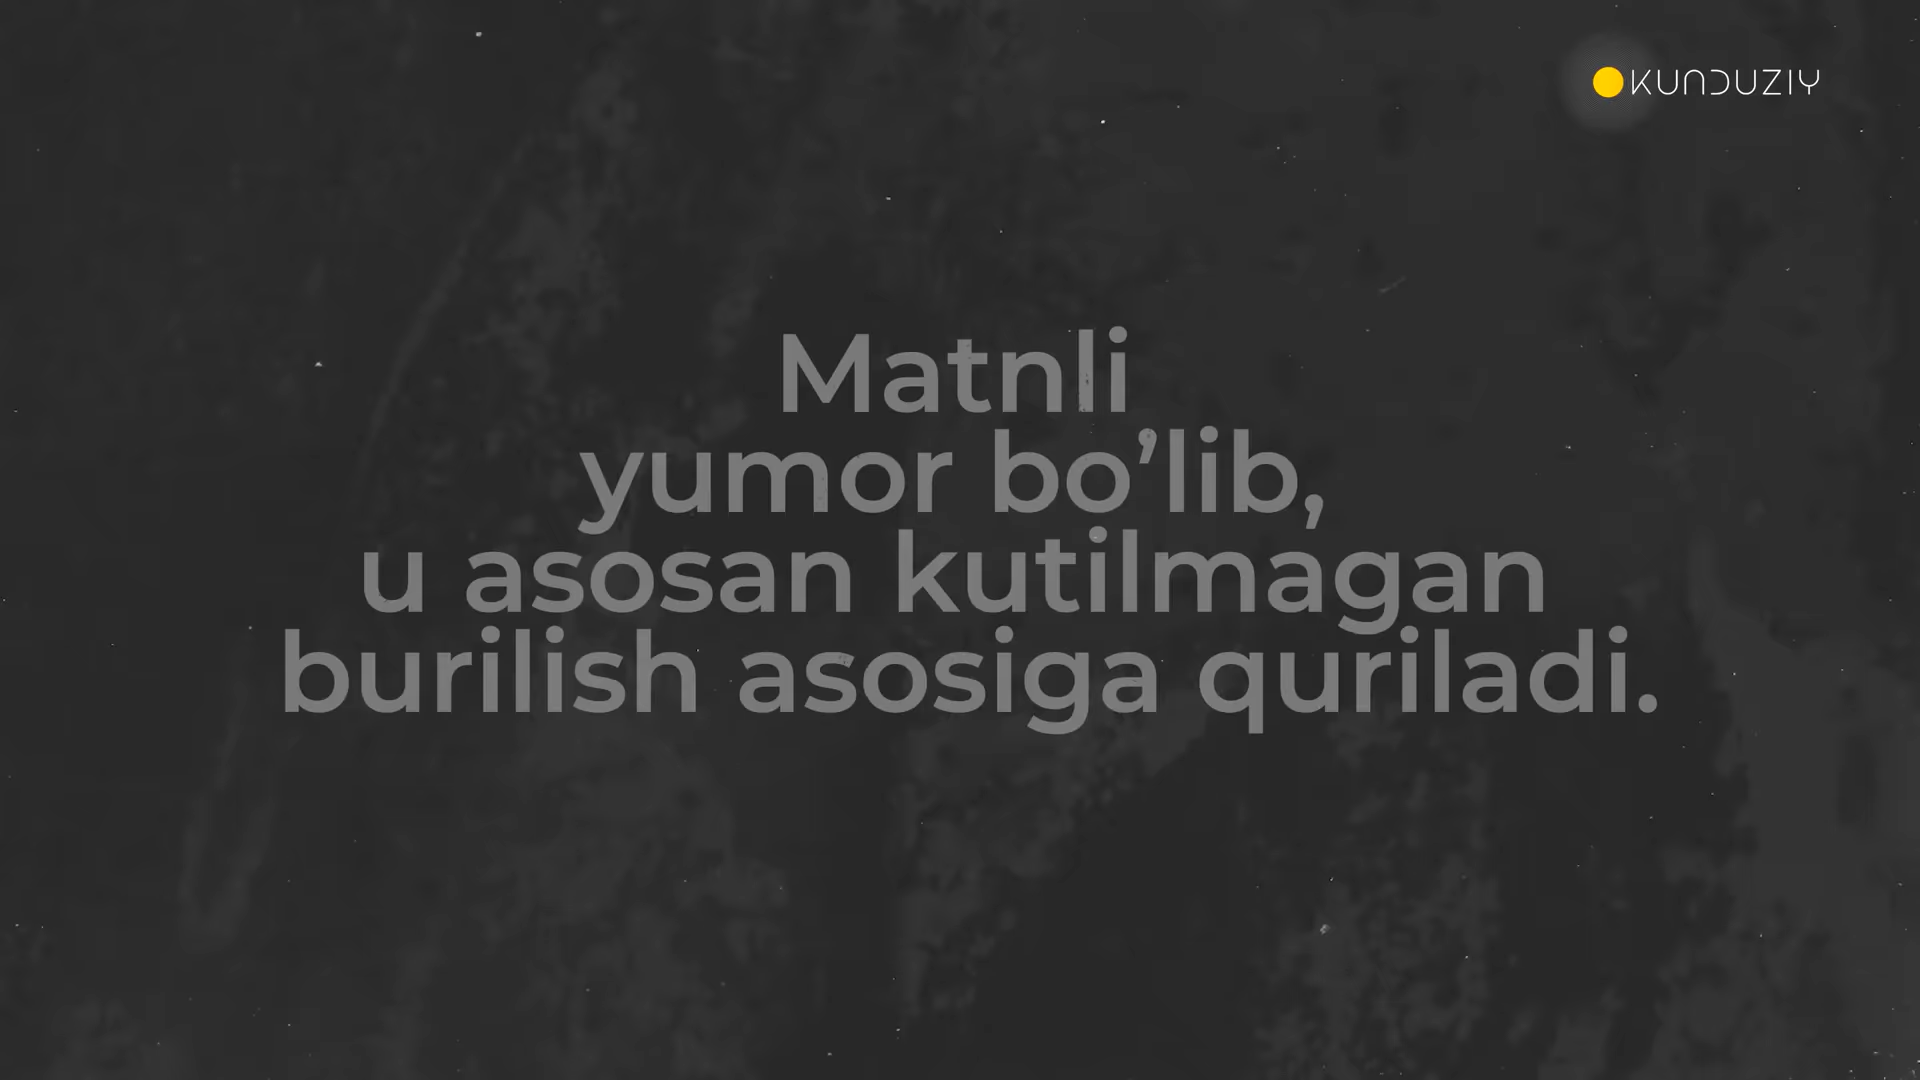 KUNDUZIY
Matnli
yumor bo’lib,
u asosan kutilmagan
burilish asosiga quriladi.